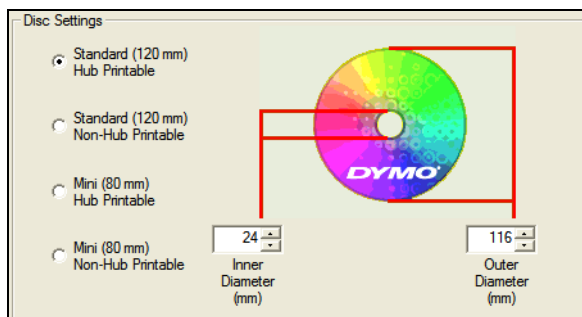 Disc Settings
Standard (120 mm)
Hub Printable
Standard (120 mm)
Non-Hub Printable
Mini (80 mm)
Hub Printable
Mini (80 mm)
Non-Hub Printable
DYMO
24
Inner
Diameter
(mm)
116
Outer
Diameter
(mm)